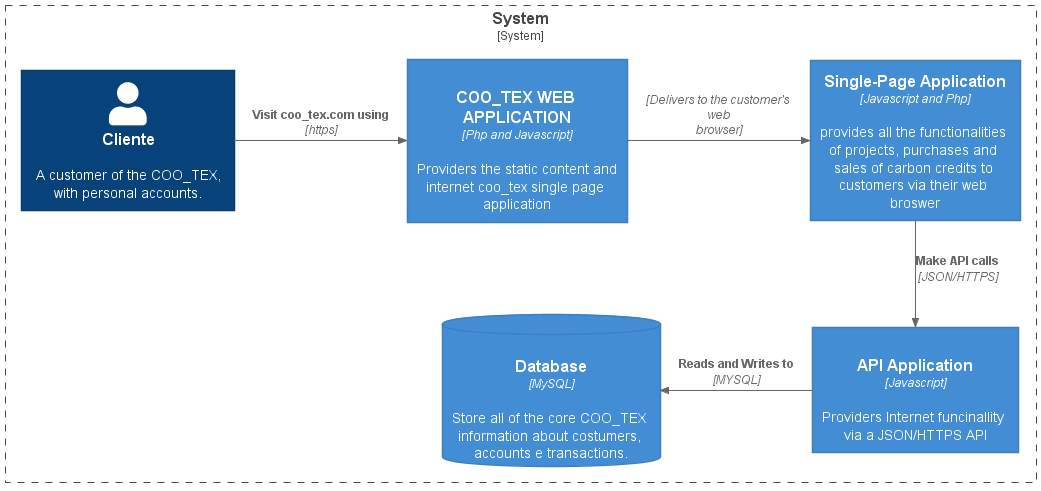 System
[System]
Cliente
A customer of the COO_TEX,
with personal accounts.
Visit coo_tex.com using
[https]
COO_TEX WEB
APPLICATION
[Php and Javascript]
Providers the static content and
internet coo_tex single page
application
[Delivers to the customer's
web
browser]
Single-Page Application
[Javascript and Php]
provides all the functionalities
of projects, purchases and
sales of carbon credits to
customers via their web
broswer
Make API calls
[JSON/HTTPS]
API Application
[Javascript]
Providers Internet funcinallity
via a JSON/HTTPS API
Reads and Writes to
[MYSQL]
Database
[MySQL]
Store all of the core COO_TEX
information about costumers,
accounts e transactions.